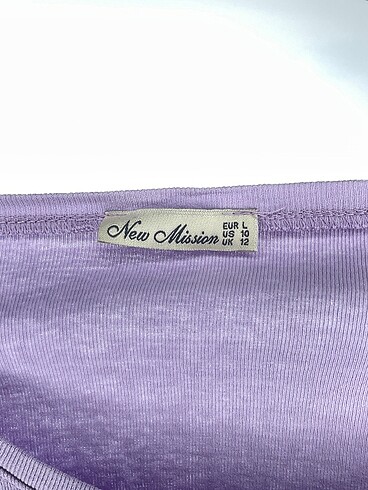 New Mission
EUR L
US 10
UK 12